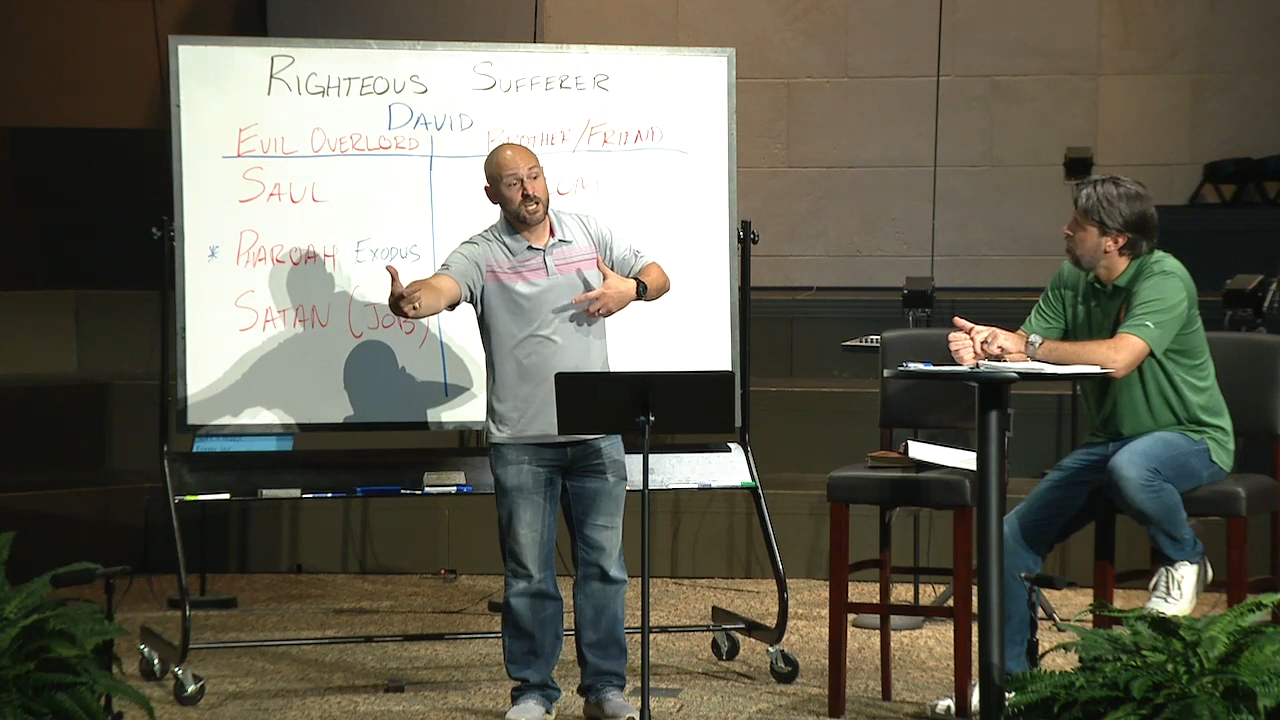 RIGHTEOUS SUFFERER
DAVID
EVIL OVERLORD BROTHER/FRIEND
SAUL
* PHAROAH EXODUS
SATAN (JOB)